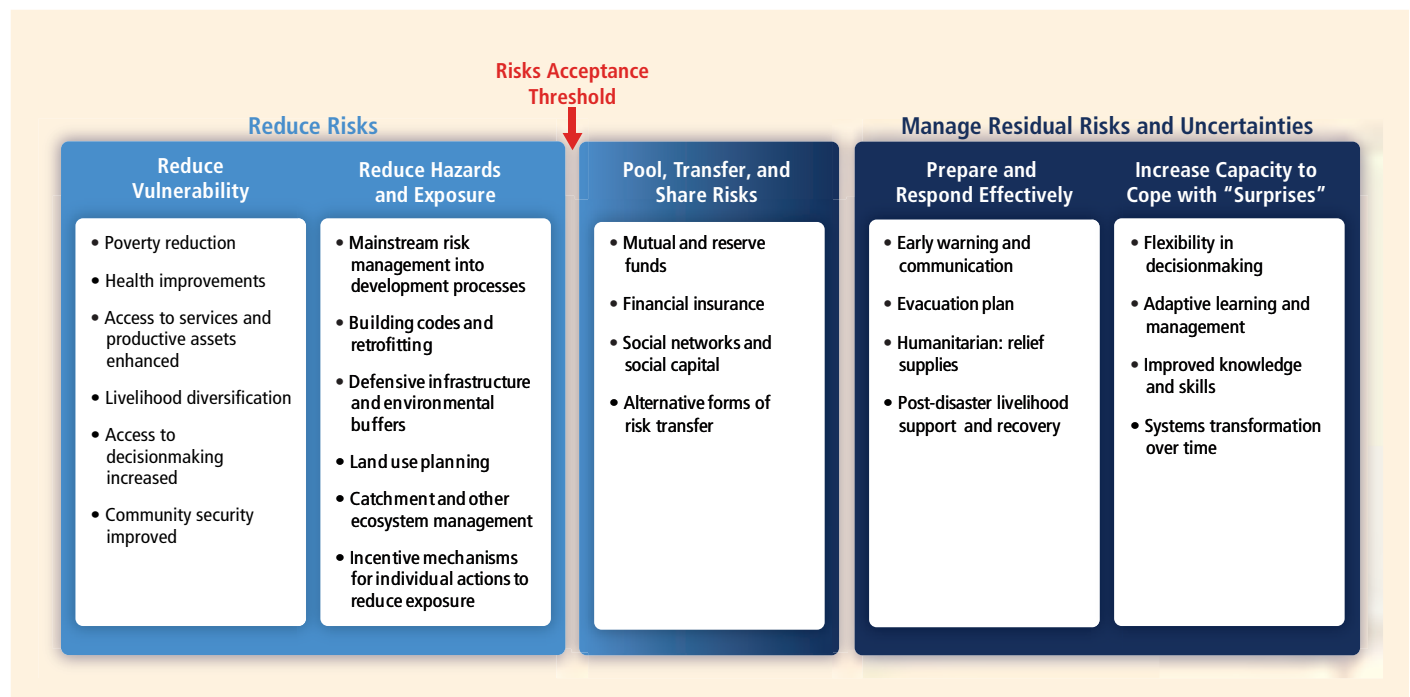 Risks Acceptance
Threshold
Reduce Risks
Manage Residual Risks and Uncertainties
Reduce
Vulnerability
• Poverty reduction
• Health improvements
• Access to services and
productive assets
enhanced
• Livelihood diversification
• Access to
decisionmaking
increased
• Community security
improved
Reduce Hazards
and Exposure
• Mainstream risk
management into
development processes
• Building codes and
retrofitting
• Defensive infrastructure
and environmental
buffers
• Land use planning
• Catchment and other
ecosystem management
• Incentive mechanisms
for individual actions to
reduce exposure
Pool, Transfer, and
Share Risks
• Mutual and reserve
funds
• Financial insurance
• Social networks and
social capital
• Alternative forms of
risk transfer
Prepare and
Respond Effectively
• Early warning and
communication
• Evacuation plan
• Humanitarian: relief
supplies
• Post-disaster livelihood
support and recovery
Increase Capacity to
Cope with “Surprises”
• Flexibility in
decisionmaking
• Adaptive learning and
management
• Improved knowledge
and skills
• Systems transformation
over time